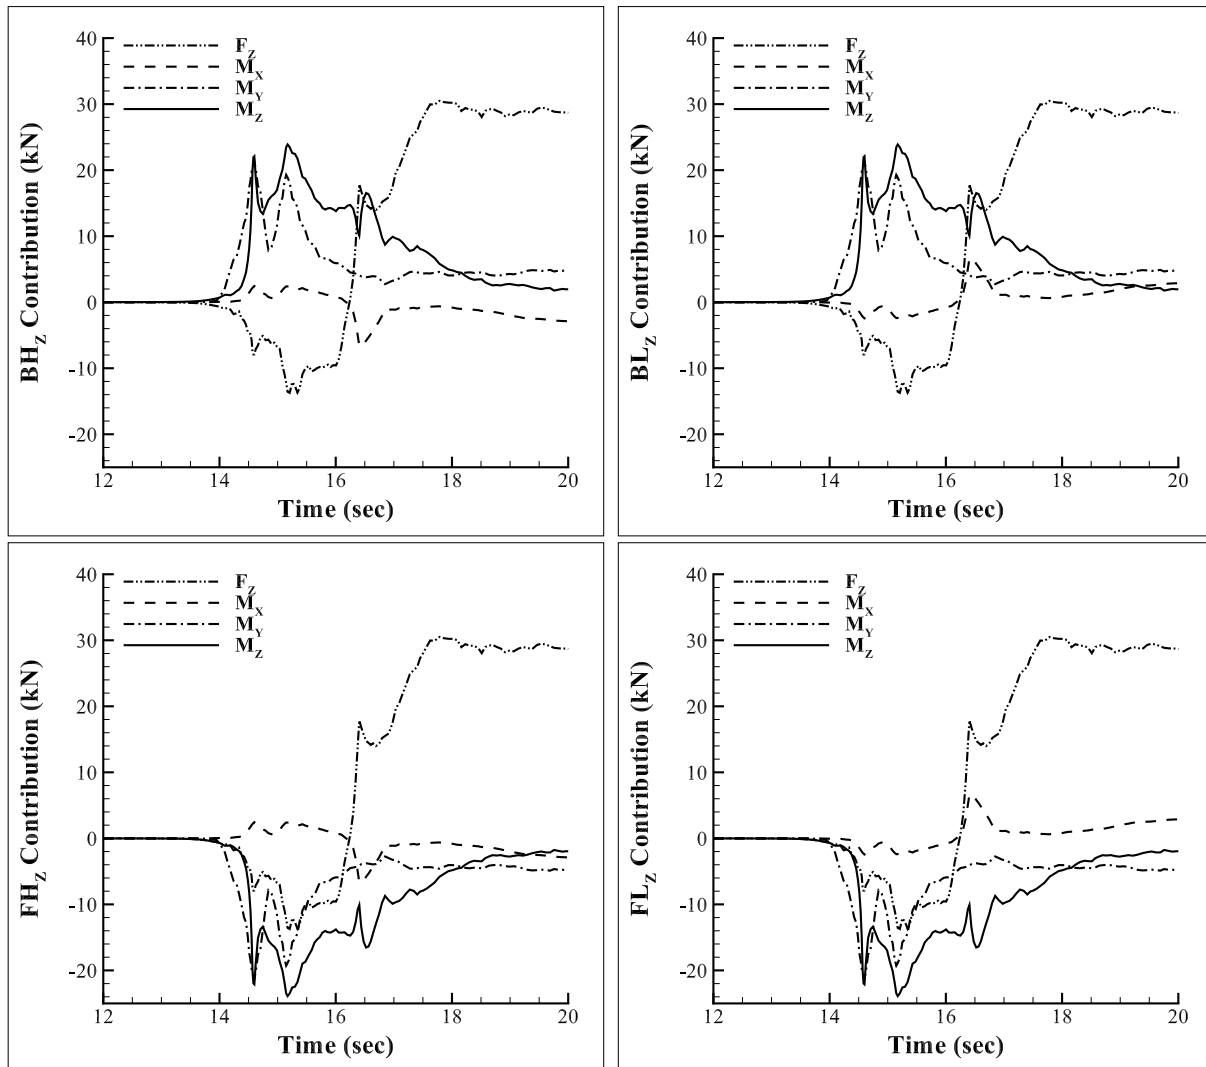 BH_Z Contribution (kN)
40
30
20
10
0
-10
-20
F_Z
M_X
M_Y
M_Z
12
14
16
18
20
Time (sec)
BL_Z Contribution (kN)
40
30
20
10
0
-10
-20
F_Z
M_X
M_Y
M_Z
12
14
16
18
20
Time (sec)
FH_Z Contribution (kN)
40
30
20
10
0
-10
-20
F_Z
M_X
M_Y
M_Z
12
14
16
18
20
Time (sec)
FL_Z Contribution (kN)
40
30
20
10
0
-10
-20
F_Z
M_X
M_Y
M_Z
12
14
16
18
20
Time (sec)